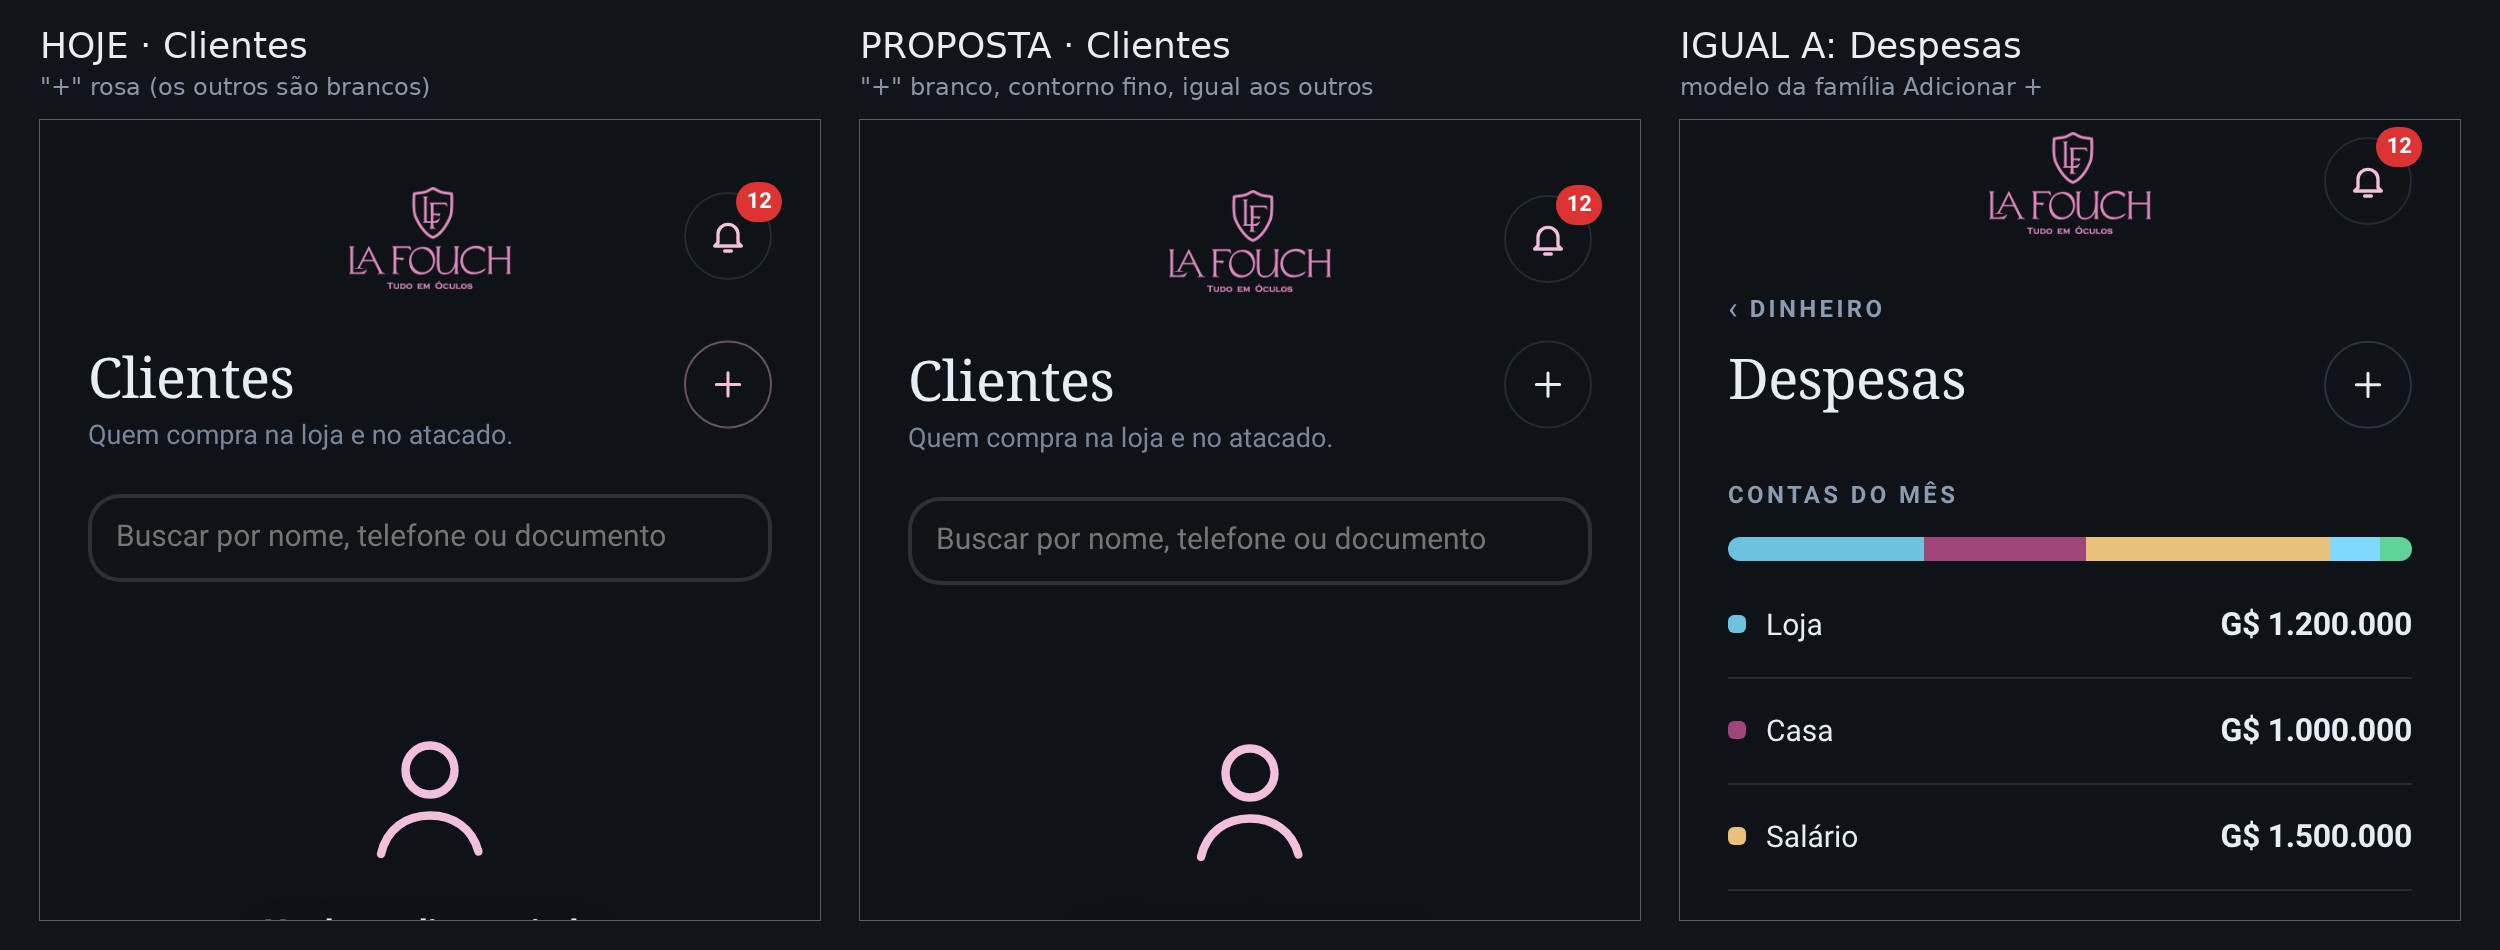 HOJE · Clientes
"+" rosa (os outros são brancos)
LF
LA FOUCH
TUDO EM ÓCULOS
12
Clientes
+
Quem compra na loja e no atacado.
Buscar por nome, telefone ou documento
PROPOSTA · Clientes
"+" branco, contorno fino, igual aos outros
LF
LA FOUCH
TUDO EM ÓCULOS
12
Clientes
+
Quem compra na loja e no atacado.
Buscar por nome, telefone ou documento
IGUAL A: Despesas
modelo da família Adicionar +
LF
LA FOUCH
TUDO EM ÓCULOS
12
‹ DINHEIRO
Despesas
+
CONTAS DO MÊS
Loja G$ 1.200.000
Casa G$ 1.000.000
Salário G$ 1.500.000